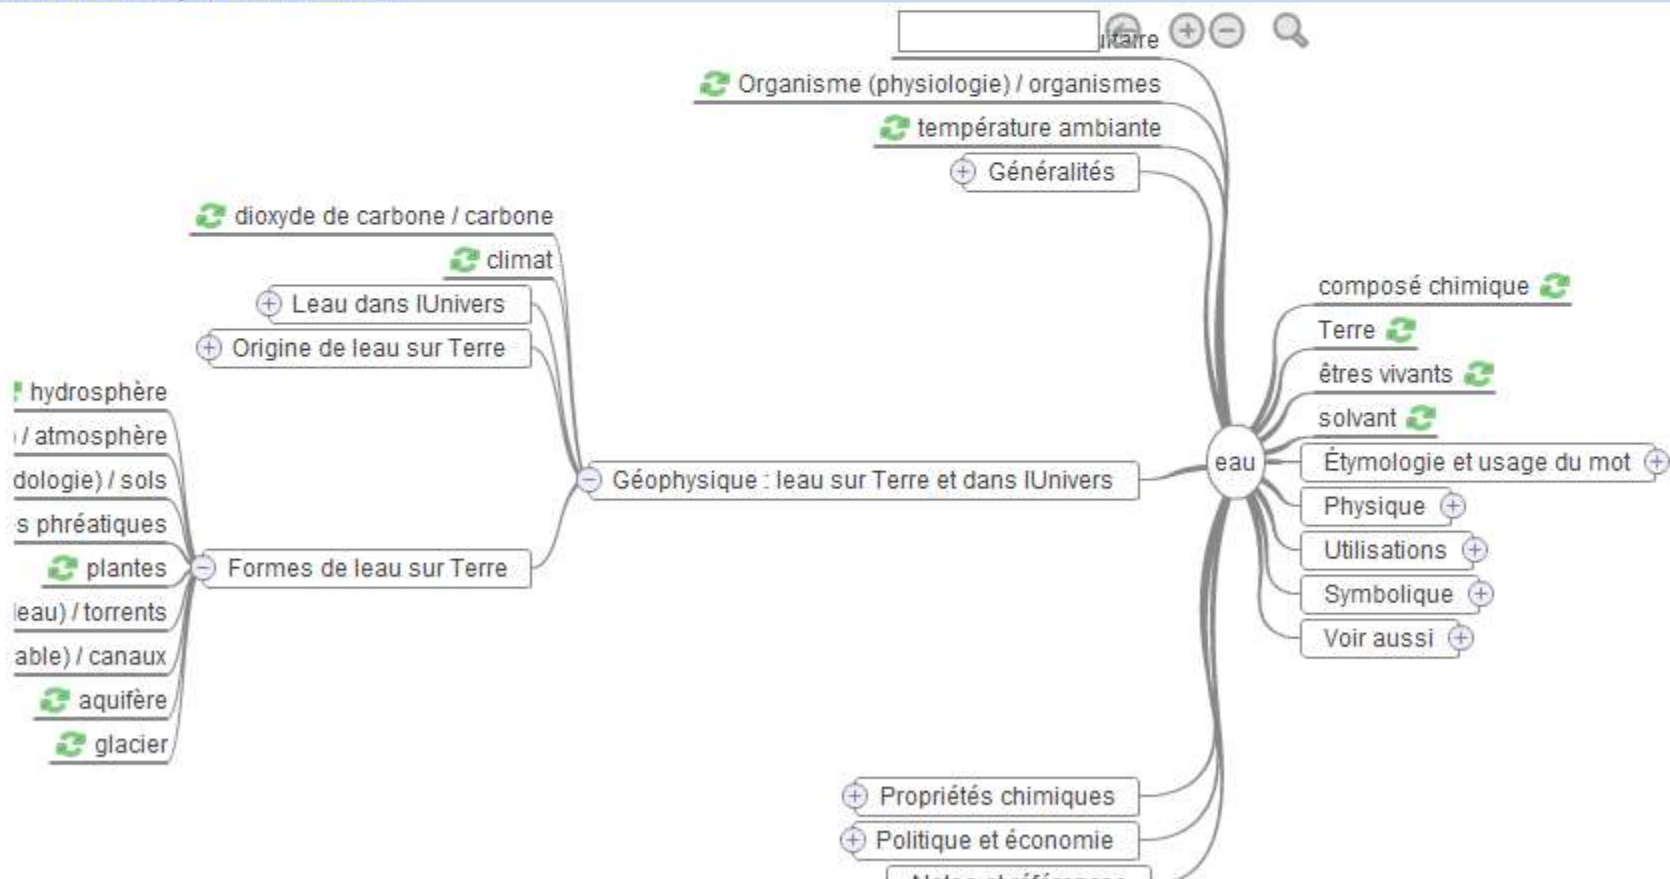 Organisme (physiologie) / organismes
température ambiante
Généralités
dioxyde de carbone / carbone
climat
Leau dans lUnivers
Origine de leau sur Terre
hydrosphère
/ atmosphère
dologie) / sols
s phréatiques
plantes
leau) / torrents
able) / canaux
aquifère
glacier
Formes de leau sur Terre
Géophysique : leau sur Terre et dans lUnivers
eau
composé chimique
Terre
êtres vivants
solvant
Étymologie et usage du mot
Physique
Utilisations
Symbolique
Voir aussi
Propriétés chimiques
Politique et économie
Notes et références